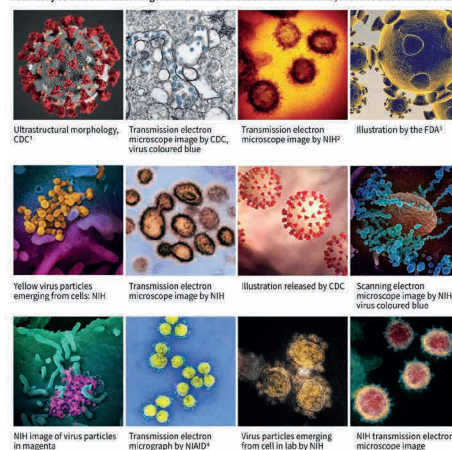 Ultrastructural morphology,
CDC¹
Transmission electron
microscope image by CDC,
virus coloured blue
Transmission electron
microscope image by NIH²
Illustration by the FDA³
Yellow virus particles
emerging from cells: NIH
Transmission electron
microscope image by NIH
Illustration released by CDC
Scanning electron
microscope image by NIH
virus coloured blue
NIH image of virus particles
in magenta
Transmission electron
micrograph by NIAID⁴
Virus particles emerging
from cell in lab by NIH
NIH transmission electron
microscope image